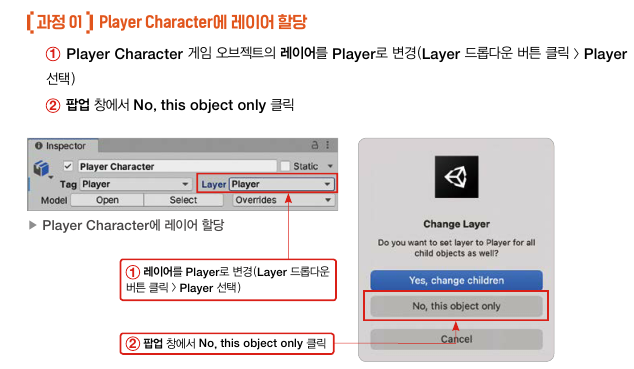 [과정 01] Player Character에 레이어 할당
① Player Character 게임 오브젝트의 레이어를 Player로 변경(Layer 드롭다운 버튼 클릭 > Player
선택)
② 팝업 창에서 No, this object only 클릭
Inspector
Player Character Static
Tag Player Layer Player
Model Open Select Overrides
▶ Player Character에 레이어 할당
① 레이어를 Player로 변경(Layer 드롭다운
버튼 클릭 > Player 선택)
② 팝업 창에서 No, this object only 클릭
Change Layer
Do you want to set layer to Player for all
child objects as well?
Yes, change children
No, this object only
Cancel